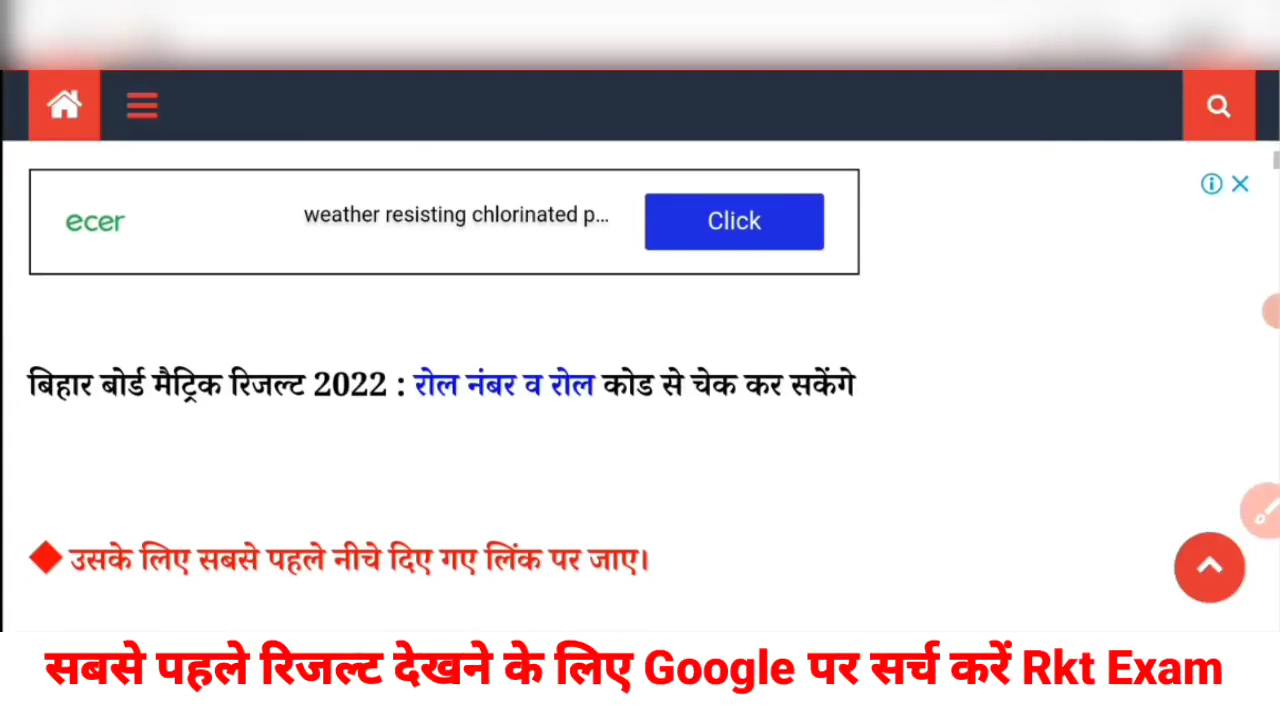 ecer
weather resisting chlorinated p...
Click
बिहार बोर्ड मैट्रिक रिजल्ट 2022 : रोल नंबर व रोल कोड से चेक कर सकेंगे
उसके लिए सबसे पहले नीचे दिए गए लिंक पर जाए।
सबसे पहले रिजल्ट देखने के लिए Google पर सर्च करें Rkt Exam